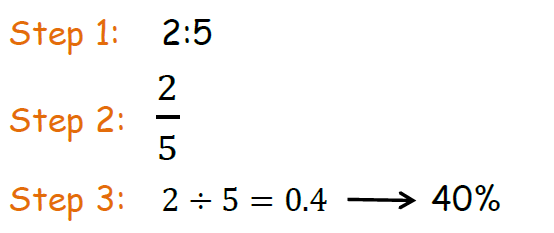 Step 1: 2:5
Step 2: 2/5
Step 3: 2 ÷ 5 = 0.4 ⟶ 40%